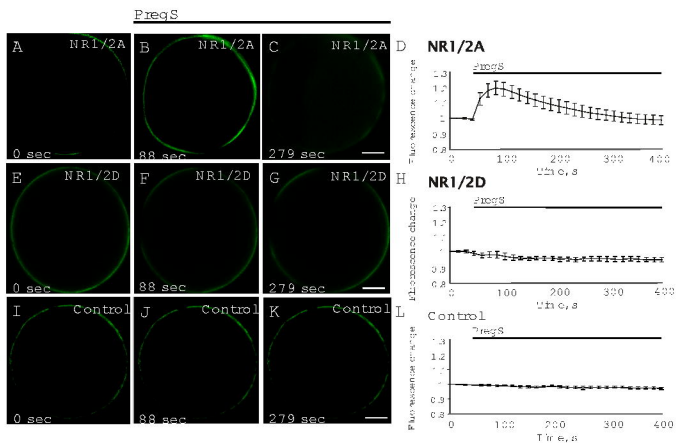 PregS
A NR1/2A
0 sec
B NR1/2A
88 sec
C NR1/2A
279 sec
D NR1/2A
PregS
Fluorescence change
1.3
1.2
1.1
1
0.9
0.8
0 100 200 300 400
Time,s
E NR1/2D
0 sec
F NR1/2D
88 sec
G NR1/2D
279 sec
H NR1/2D
PregS
Fluorescence change
1.3
1.2
1.1
1
0.9
0.8
0 100 200 300 400
Time,s
I Control
0 sec
J Control
88 sec
K Control
279 sec
L Control
PregS
Fluorescence change
1.3
1.2
1.1
1
0.9
0.8
0 100 200 300 400
Time,s